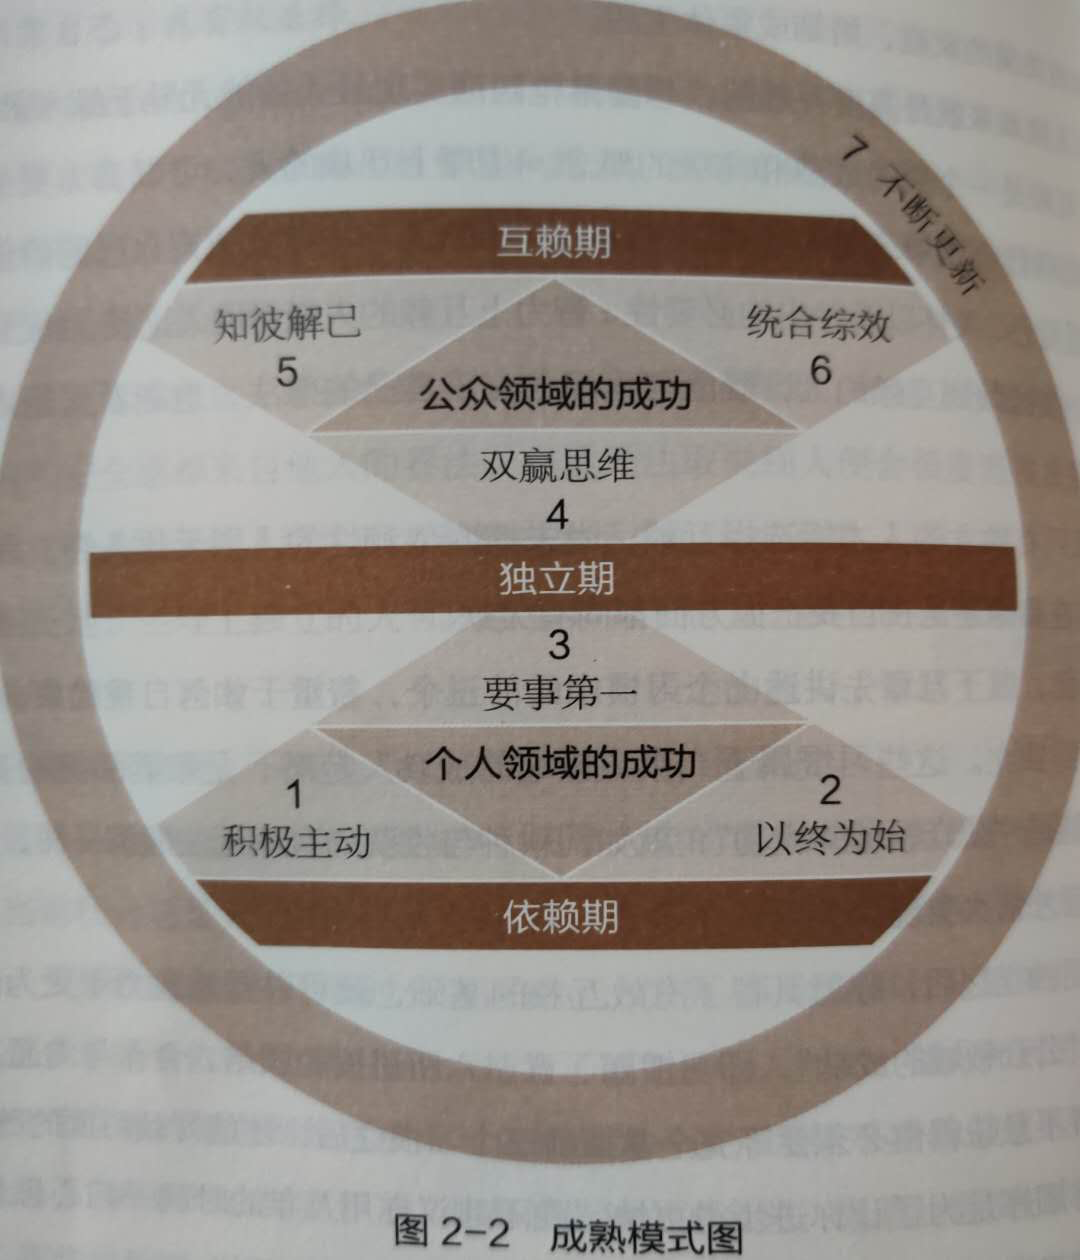 7 不断更新
互赖期
知彼解己
5
统合综效
6
公众领域的成功
双赢思维
4
独立期
3
要事第一
个人领域的成功
1
积极主动
2
以终为始
依赖期
图 2-2 成熟模式图